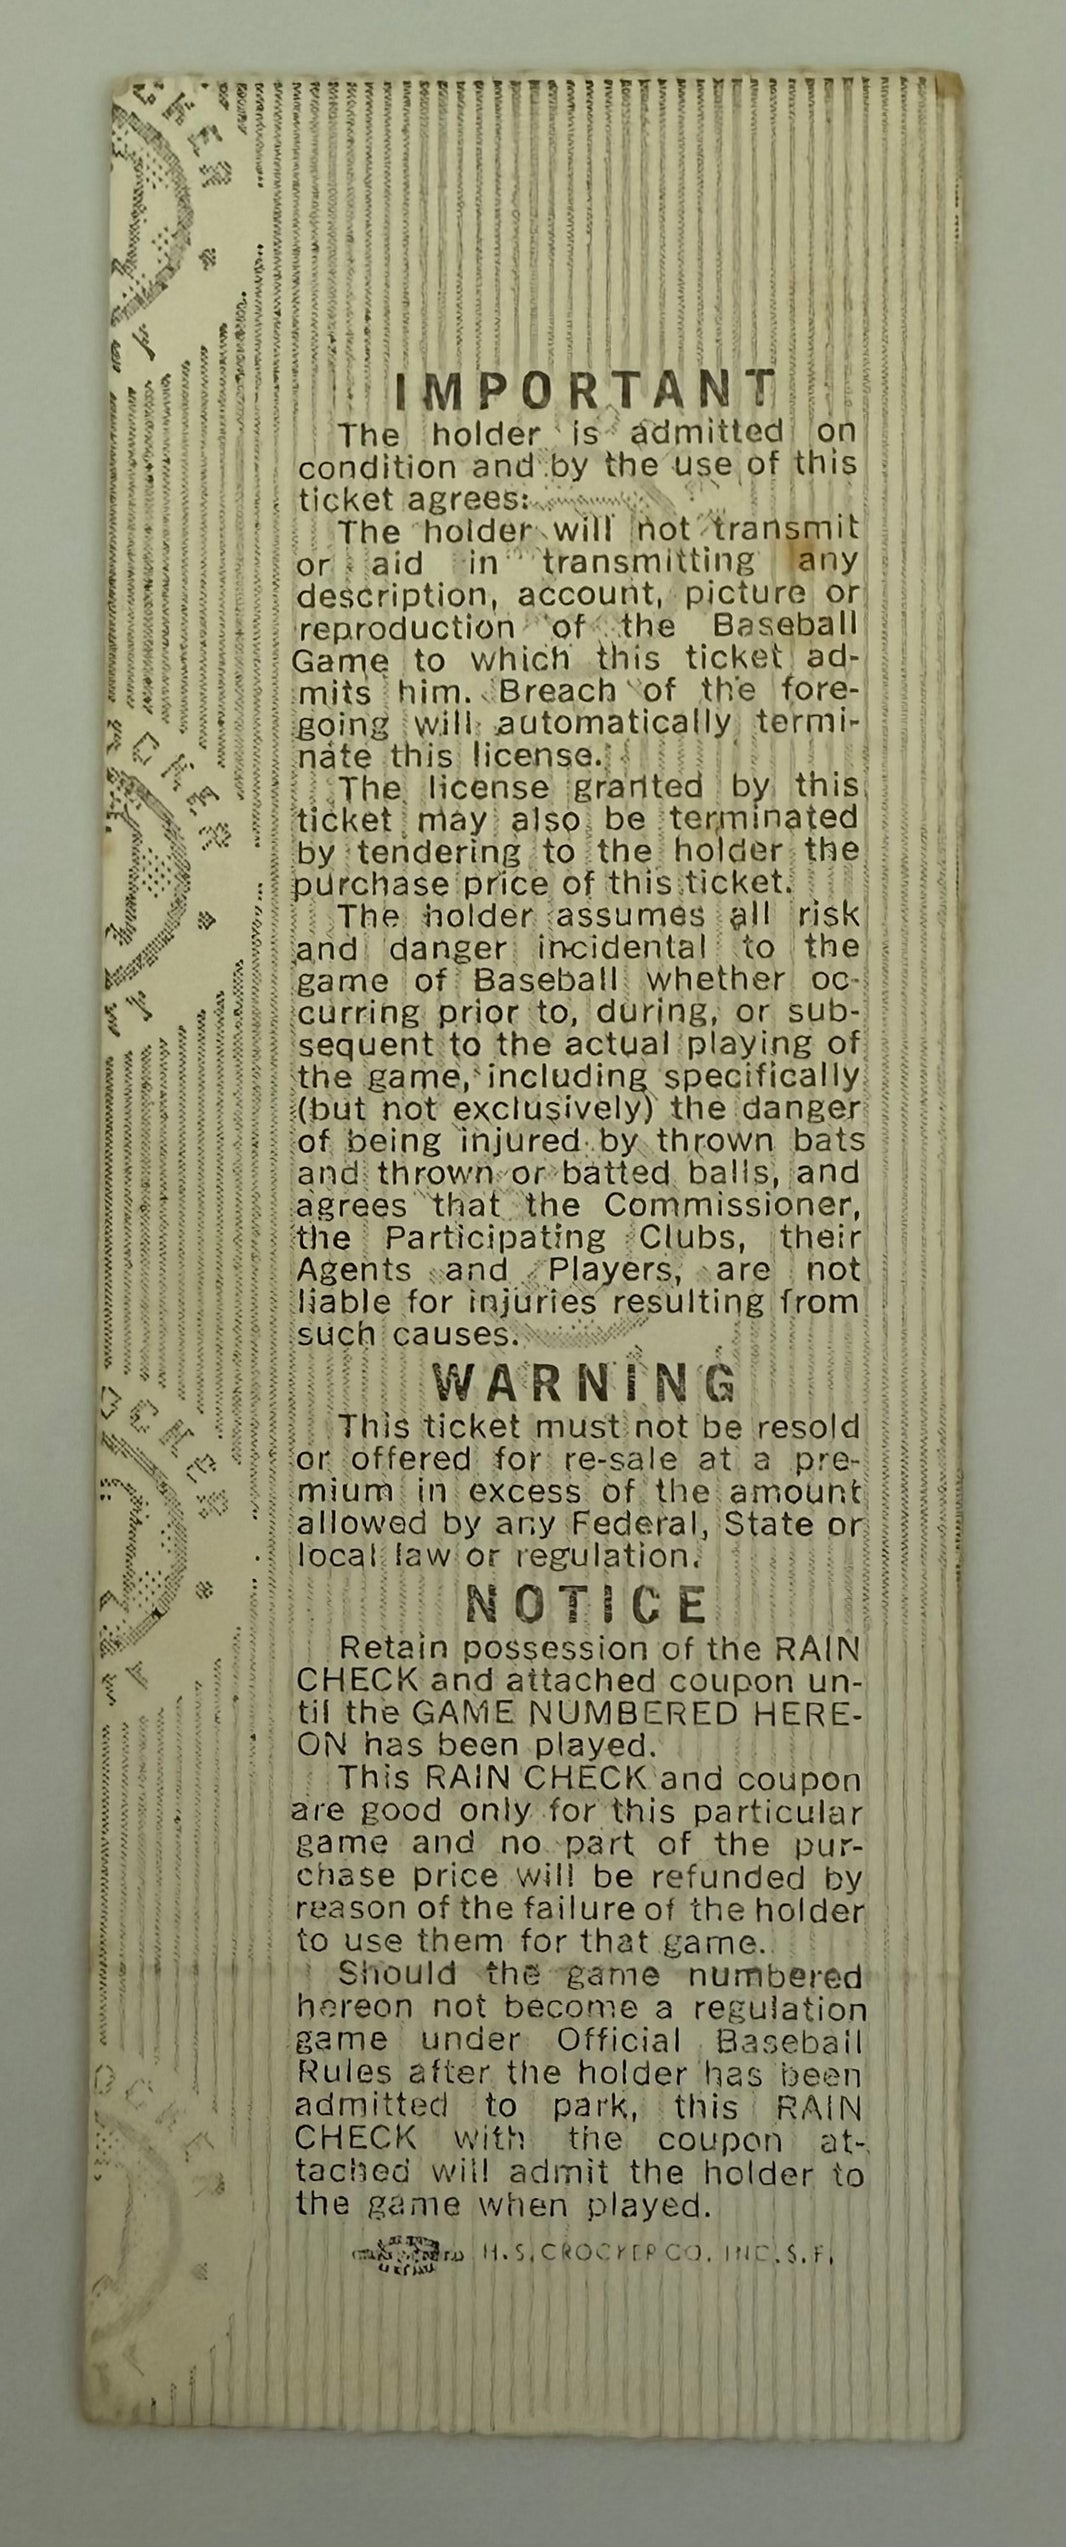 IMPORTANT
The holder is admitted on
condition and by the use of this
ticket agrees:
The holder will not transmit
or aid in transmitting any
description, account, picture or
reproduction of the Baseball
Game to which this ticket ad-
mits him. Breach of the fore-
going will automatically termi-
nate this license.
The license granted by this
ticket may also be terminated
by tendering to the holder the
purchase price of this ticket.
The holder assumes all risk
and danger incidental to the
game of Baseball whether oc-
curring prior to, during, or sub-
sequent to the actual playing of
the game, including specifically
(but not exclusively) the danger
of being injured by thrown bats
and thrown or batted balls, and
agrees that the Commissioner,
the Participating Clubs, their
Agents and Players, are not
liable for injuries resulting from
such causes.
WARNING
This ticket must not be resold
or offered for re-sale at a pre-
mium in excess of the amount
allowed by any Federal, State or
local law or regulation.
NOTICE
Retain possession of the RAIN
CHECK and attached coupon un-
til the GAME NUMBERED HERE-
ON has been played.
This RAIN CHECK and coupon
are good only for this particular
game and no part of the pur-
chase price will be refunded by
reason of the failure of the holder
to use them for that game.
Should the game numbered
hereon not become a regulation
game under Official Baseball
Rules after the holder has been
admitted to park, this RAIN
CHECK with the coupon at-
tached will admit the holder to
the game when played.
H.S. CROCKER CO. INC. S.F.